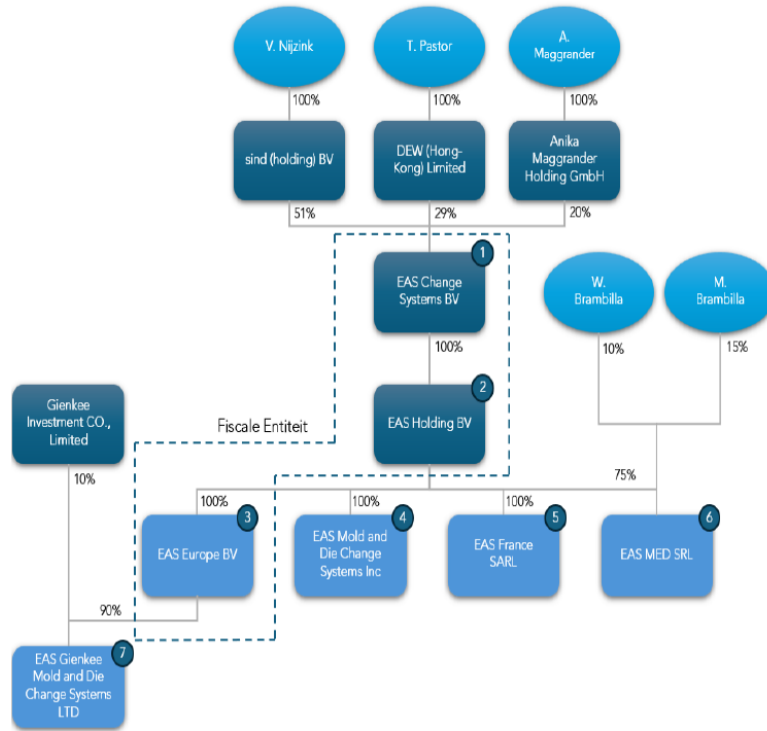 V. Nijzink
T. Pastor
A.
Maggrander
100%
100%
100%
sind (holding) BV
DEW (Hong-
Kong) Limited
Anika
Maggrander
Holding GmbH
51%
29%
20%
1
EAS Change
Systems BV
W.
Brambilla
M.
Brambilla
100%
10%
15%
2
Gienkee
Investment CO.,
Limited
Fiscale Entiteit
EAS Holding BV
10%
75%
100%
100%
100%
3
EAS Europe BV
4
EAS Mold and
Die Change
Systems Inc
5
EAS France
SARL
6
EAS MED SRL
90%
7
EAS Gienkee
Mold and Die
Change Systems
LTD